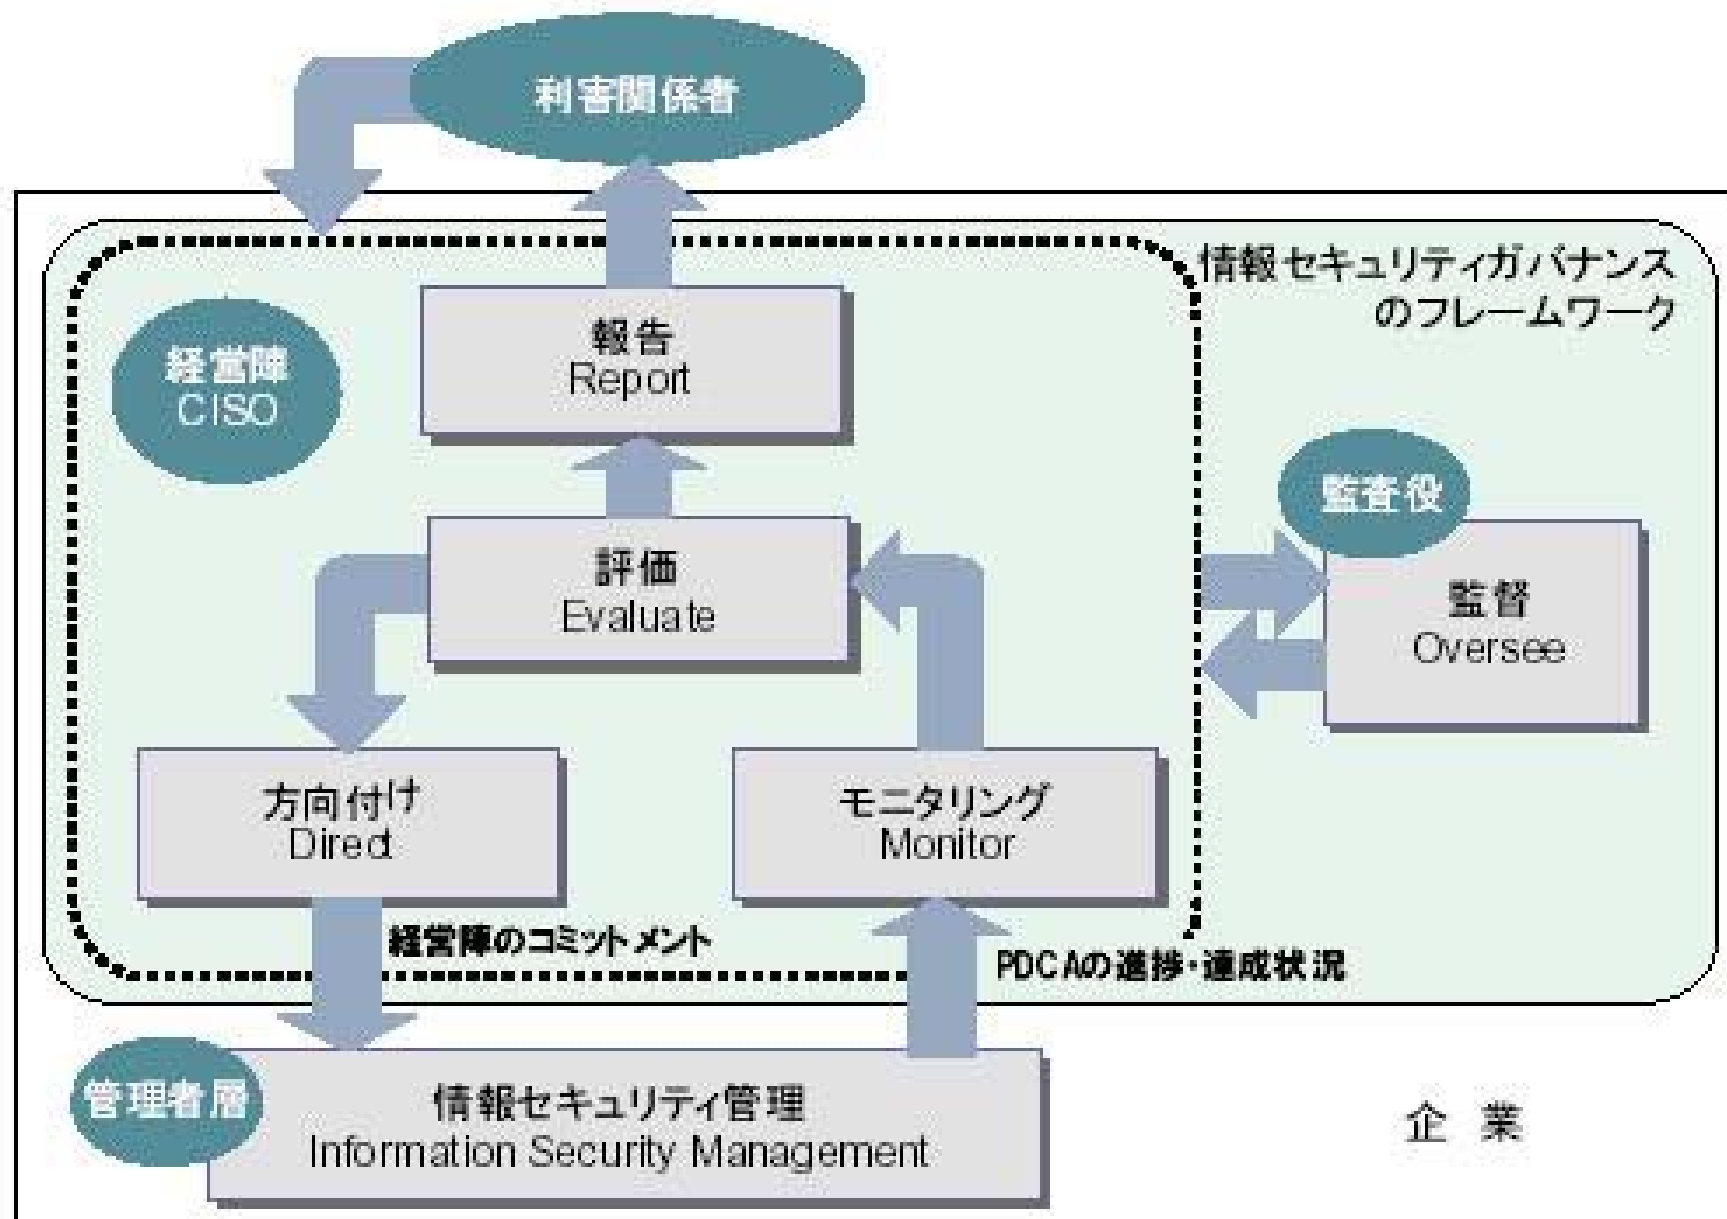 利害関係者
情報セキュリティガバナンス
のフレームワーク
報告
Report
経営陣
CISO
監査役
評価
Evaluate
監督
Oversee
方向付け
Direct
モニタリング
Monitor
経営陣のコミットメント
PDCAの進捗・達成状況
管理者層
情報セキュリティ管理
Information Security Management
企 業